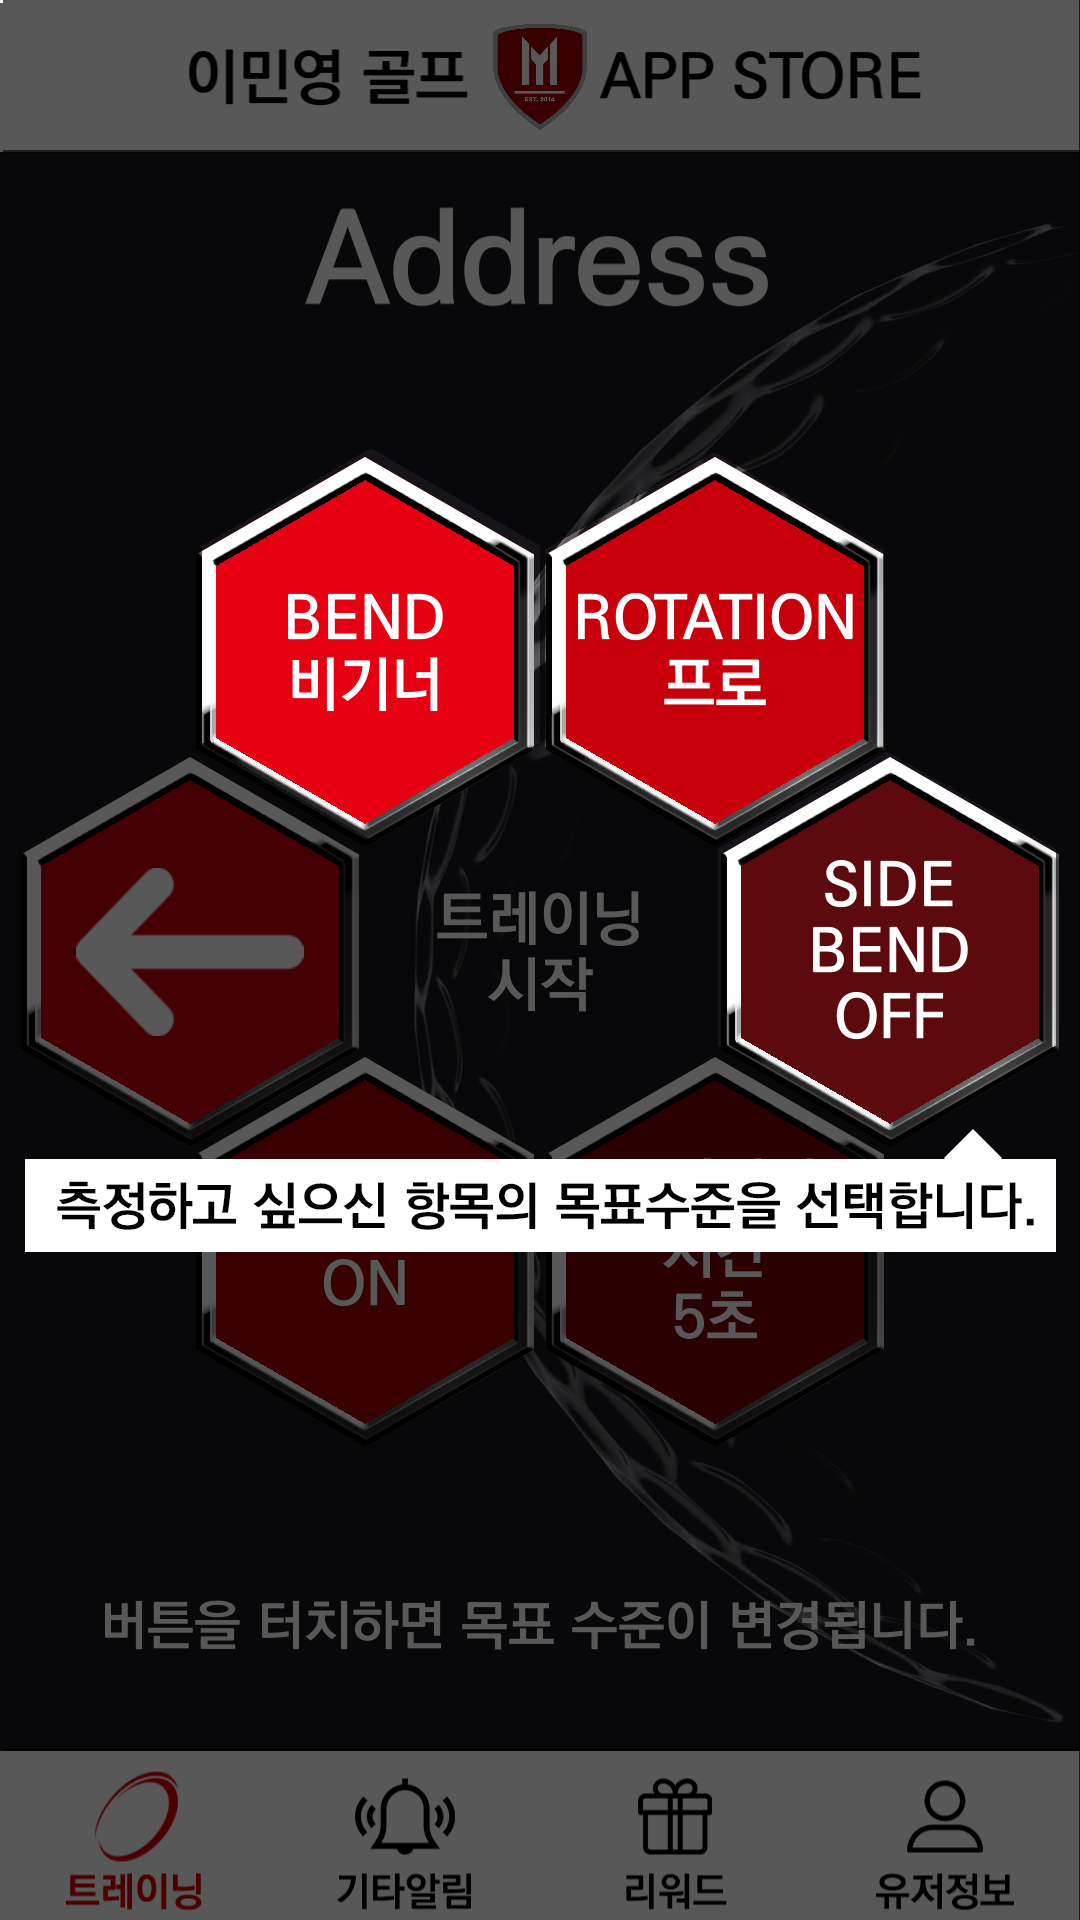 이민영 골프 APP STORE
EST. 2014
Address
BEND
비기너
ROTATION
프로
트레이닝
시작
SIDE
BEND
OFF
측정하고 싶으신 항목의 목표수준을 선택합니다.
ON
시간
5초
버튼을 터치하면 목표 수준이 변경됩니다.
트레이닝
기타알림
리워드
유저정보